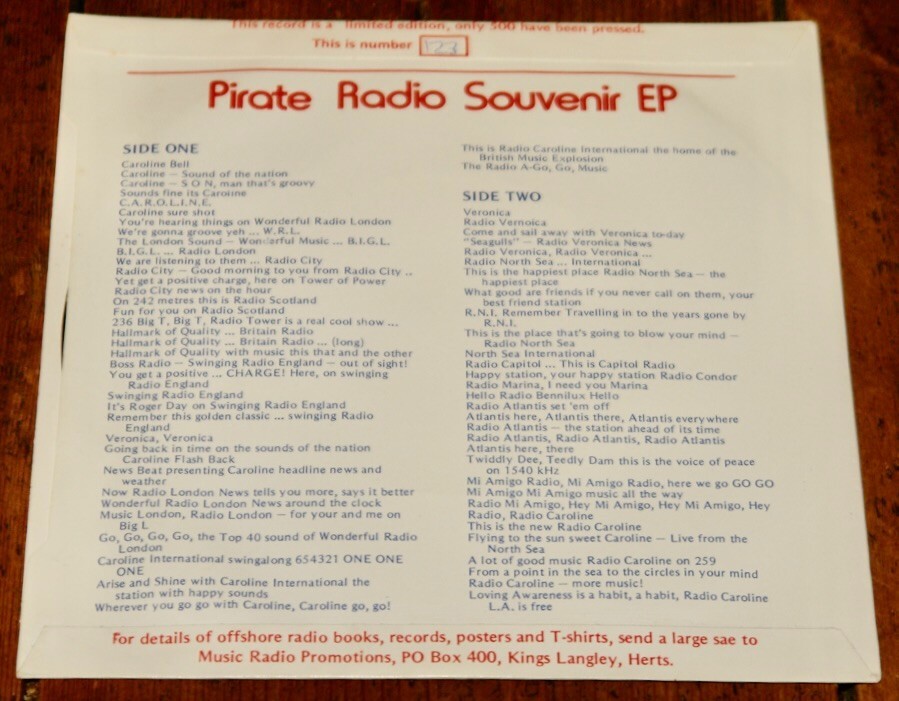 This record is a limited edition, only 500 have been pressed.
This is number 123
Pirate Radio Souvenir EP
SIDE ONE
Caroline Bell
Caroline — Sound of the nation
Caroline — S O N, man that's groovy
Sounds fine its Caroline
C.A.R.O.L.I.N.E.
Caroline sure shot
You're hearing things on Wonderful Radio London
We're gonna groove yeh ... W.R.L.
The London Sound — Wonderful Music ... B.I.G.L.
B.I.G.L. ... Radio London
We are listening to them ... Radio City
Radio City — Good morning to you from Radio City ..
Yet get a positive charge, here on Tower of Power
Radio City news on the hour
On 242 metres this is Radio Scotland
Fun for you on Radio Scotland
236 Big T, Big T, Radio Tower is a real cool show ...
Hallmark of Quality ... Britain Radio
Hallmark of Quality ... Britain Radio ... (long)
Hallmark of Quality with music this that and the other
Boss Radio — Swinging Radio England — out of sight!
You get a positive ... CHARGE! Here, on swinging
Radio England
Swinging Radio England
It's Roger Day on Swinging Radio England
Remember this golden classic ... swinging Radio
England
Veronica, Veronica
Going back in time on the sounds of the nation
Caroline Flash Back
News Beat presenting Caroline headline news and
weather
Now Radio London News tells you more, says it better
Wonderful Radio London News around the clock
Music London, Radio London — for your and me on
Big L
Go, Go, Go, Go, the Top 40 sound of Wonderful Radio
London
Caroline International swingalong 654321 ONE ONE
ONE
Arise and Shine with Caroline International the
station with happy sounds
Wherever you go go with Caroline, Caroline go, go!
This is Radio Caroline International the home of the
British Music Explosion
The Radio A-Go, Go, Music
SIDE TWO
Veronica
Radio Vernoica
Come and sail away with Veronica to-day
"Seagulls" — Radio Veronica News
Radio Veronica, Radio Veronica ...
Radio North Sea ... International
This is the happiest place Radio North Sea — the
happiest place
What good are friends if you never call on them, your
best friend station
R.N.I. Remember Travelling in to the years gone by
R.N.I.
This is the place that's going to blow your mind —
Radio North Sea
North Sea International
Radio Capitol ... This is Capitol Radio
Happy station, your happy station Radio Condor
Radio Marina, I need you Marina
Hello Radio Bennilux Hello
Radio Atlantis set 'em off
Atlantis here, Atlantis there, Atlantis everywhere
Radio Atlantis — the station ahead of its time
Radio Atlantis, Radio Atlantis, Radio Atlantis
Atlantis here, there
Twiddly Dee, Teedly Dam this is the voice of peace
on 1540 kHz
Mi Amigo Radio, Mi Amigo Radio, here we go GO GO
Mi Amigo Mi Amigo music all the way
Radio Mi Amigo, Hey Mi Amigo, Hey Mi Amigo, Hey
Radio, Radio Caroline
This is the new Radio Caroline
Flying to the sun sweet Caroline — Live from the
North Sea
A lot of good music Radio Caroline on 259
From a point in the sea to the circles in your mind
Radio Caroline — more music!
Loving Awareness is a habit, a habit, Radio Caroline
L.A. is free
For details of offshore radio books, records, posters and T-shirts, send a large sae to
Music Radio Promotions, PO Box 400, Kings Langley, Herts.